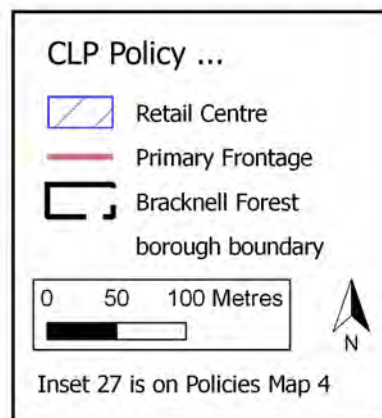 CLP Policy ...
Retail Centre
Primary Frontage
Bracknell Forest
borough boundary
0 50 100 Metres
N
Inset 27 is on Policies Map 4